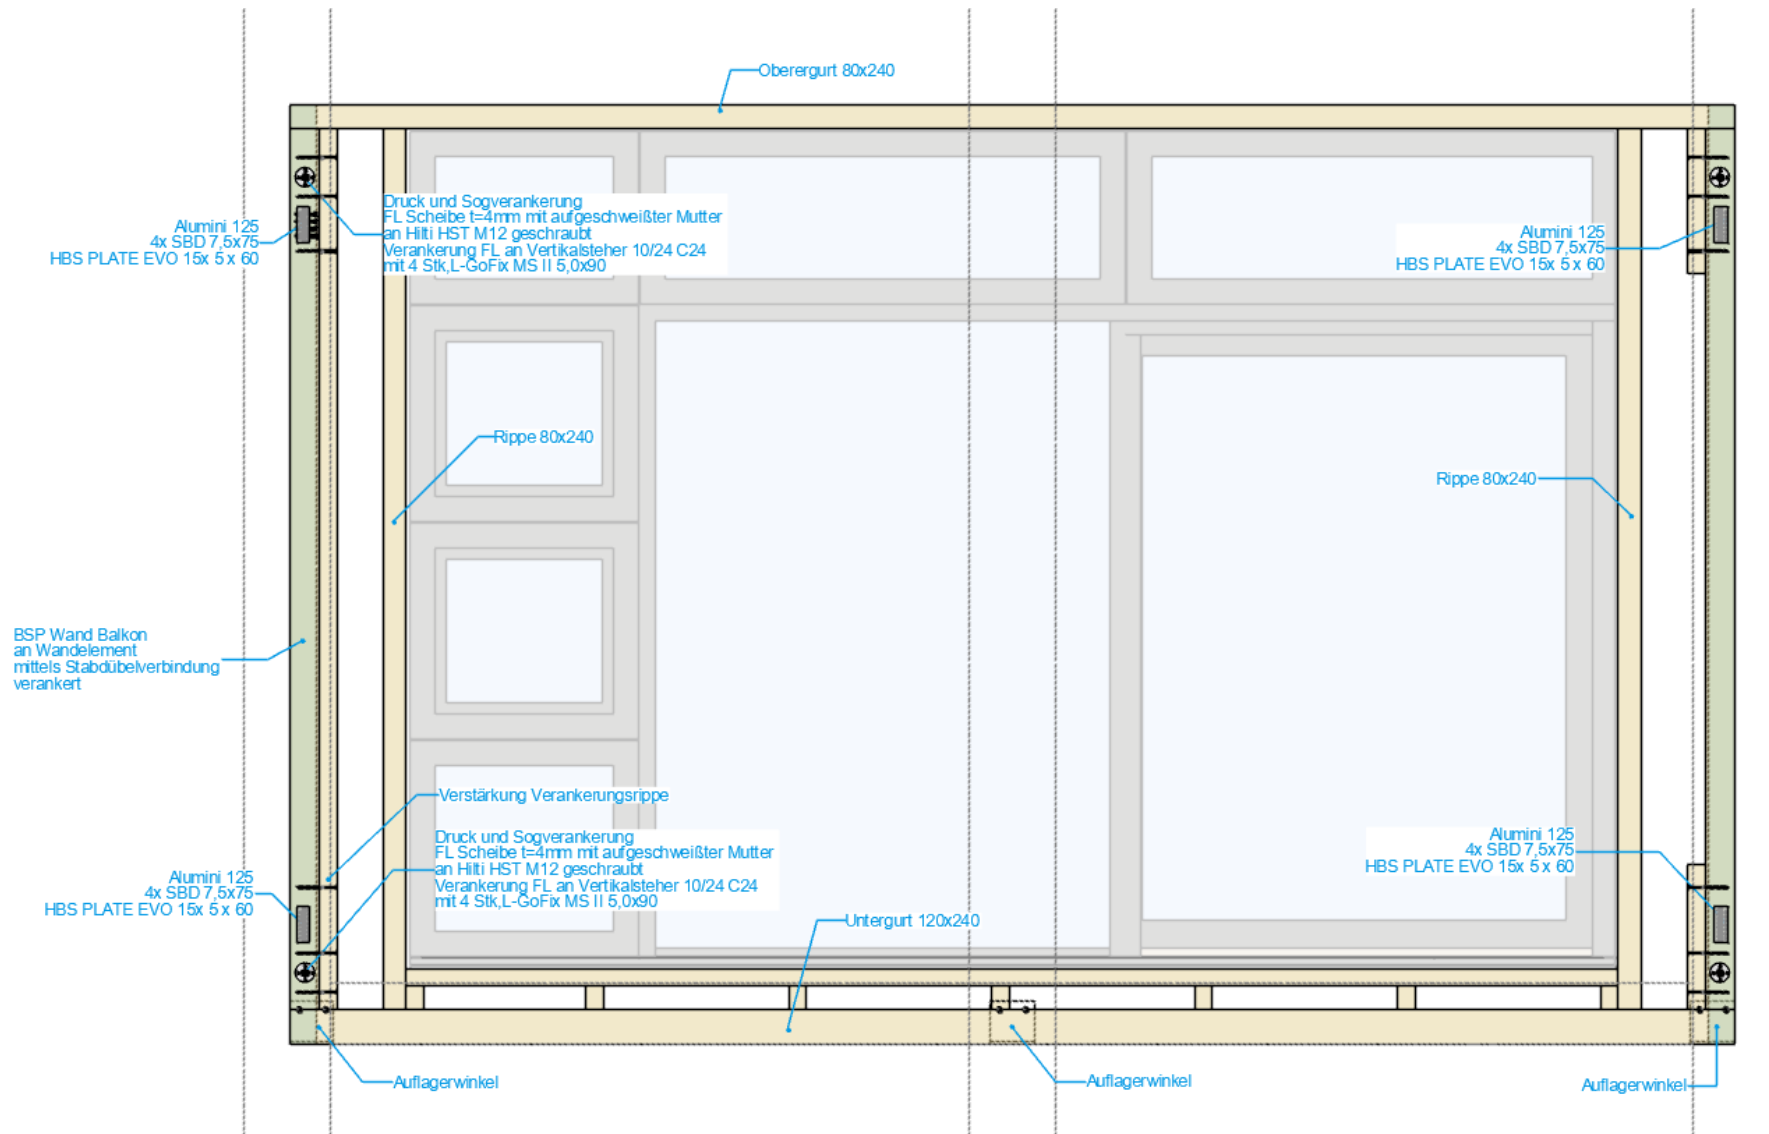 Oberergurt 80x240
Druck und Sogverankerung
FL Scheibe t=4mm mit aufgeschweißter Mutter
an Hilti HST M12 geschraubt
Verankerung FL an Vertikalsteher 10/24 C24
mit 4 Stk,L-GoFix MS II 5,0x90
Alumini 125
4x SBD 7,5x75
HBS PLATE EVO 15x 5 x 60
Alumini 125
4x SBD 7,5x75
HBS PLATE EVO 15x 5 x 60
Rippe 80x240
Rippe 80x240
BSP Wand Balkon
an Wandelement
mittels Stabdübelverbindung
verankert
Verstärkung Verankerungsrippe
Druck und Sogverankerung
FL Scheibe t=4mm mit aufgeschweißter Mutter
an Hilti HST M12 geschraubt
Verankerung FL an Vertikalsteher 10/24 C24
mit 4 Stk,L-GoFix MS II 5,0x90
Alumini 125
4x SBD 7,5x75
HBS PLATE EVO 15x 5 x 60
Alumini 125
4x SBD 7,5x75
HBS PLATE EVO 15x 5 x 60
Untergurt 120x240
Auflagerwinkel
Auflagerwinkel
Auflagerwinkel